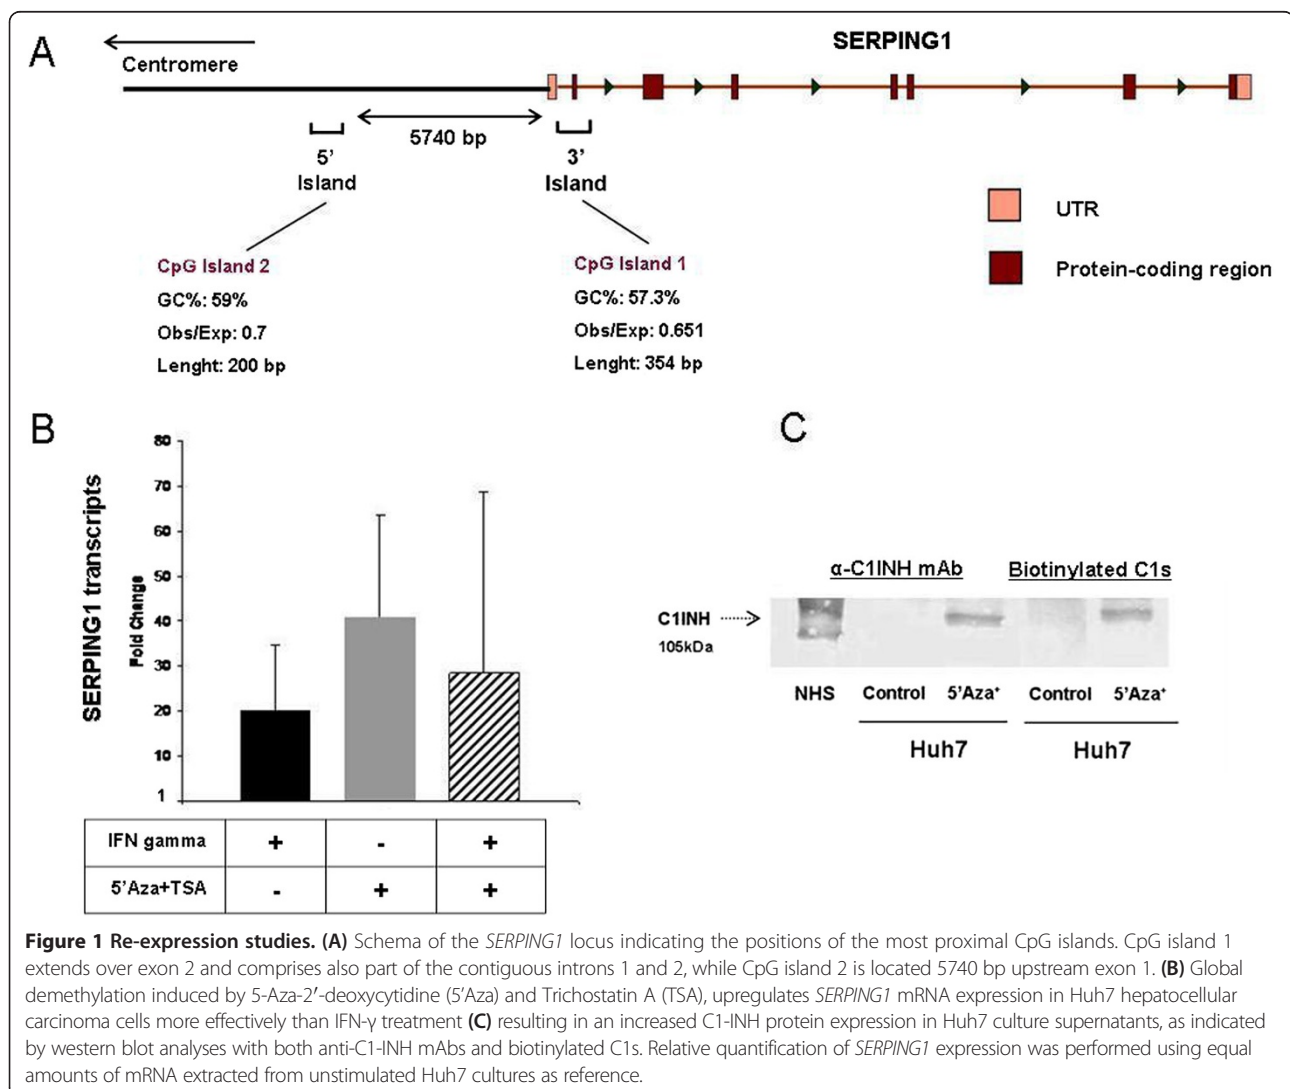 A
Centromere
SERPING1
5740 bp
5' Island
3' Island
UTR
Protein-coding region
CpG Island 2
GC%: 59%
Obs/Exp: 0.7
Lenght: 200 bp
CpG Island 1
GC%: 57.3%
Obs/Exp: 0.651
Lenght: 354 bp
B
SERPING1 transcripts
Fold Change
80
70
60
50
40
30
20
10
1
IFN gamma + - +
5'Aza+TSA - + +
C
α-C1INH mAb Biotinylated C1s
C1INH
105kDa
NHS Control 5'Aza⁺ Control 5'Aza⁺
Huh7 Huh7
Figure 1 Re-expression studies. (A) Schema of the SERPING1 locus indicating the positions of the most proximal CpG islands. CpG island 1
extends over exon 2 and comprises also part of the contiguous introns 1 and 2, while CpG island 2 is located 5740 bp upstream exon 1. (B) Global
demethylation induced by 5-Aza-2′-deoxycytidine (5′Aza) and Trichostatin A (TSA), upregulates SERPING1 mRNA expression in Huh7 hepatocellular
carcinoma cells more effectively than IFN-γ treatment (C) resulting in an increased C1-INH protein expression in Huh7 culture supernatants, as indicated
by western blot analyses with both anti-C1-INH mAbs and biotinylated C1s. Relative quantification of SERPING1 expression was performed using equal
amounts of mRNA extracted from unstimulated Huh7 cultures as reference.